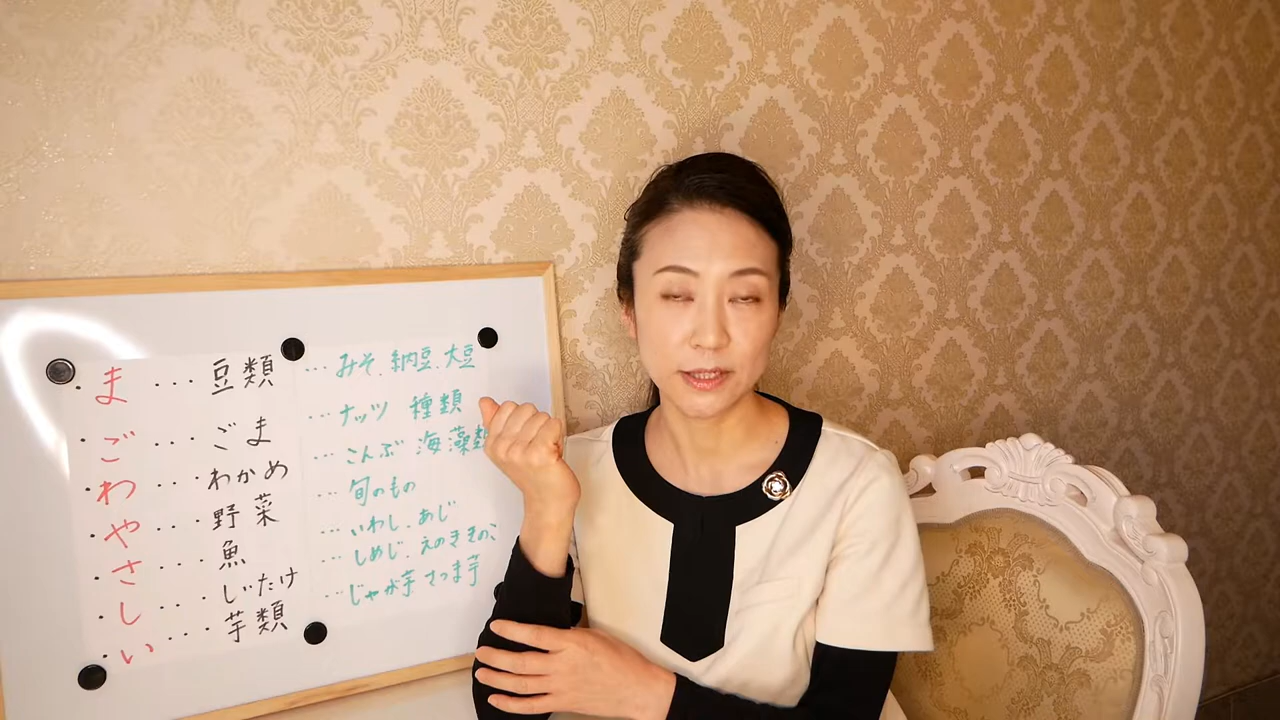 ・ま … 豆類 … みそ、納豆、大豆
・ご … ごま … ナッツ 種類
・わ … わかめ … こんぶ 海藻類
・や … 野菜 … 旬のもの
・さ … 魚 … いわし、あじ
・し … しいたけ … しめじ、えのき きのこ
・い … 芋類 … じゃが芋 さつま芋